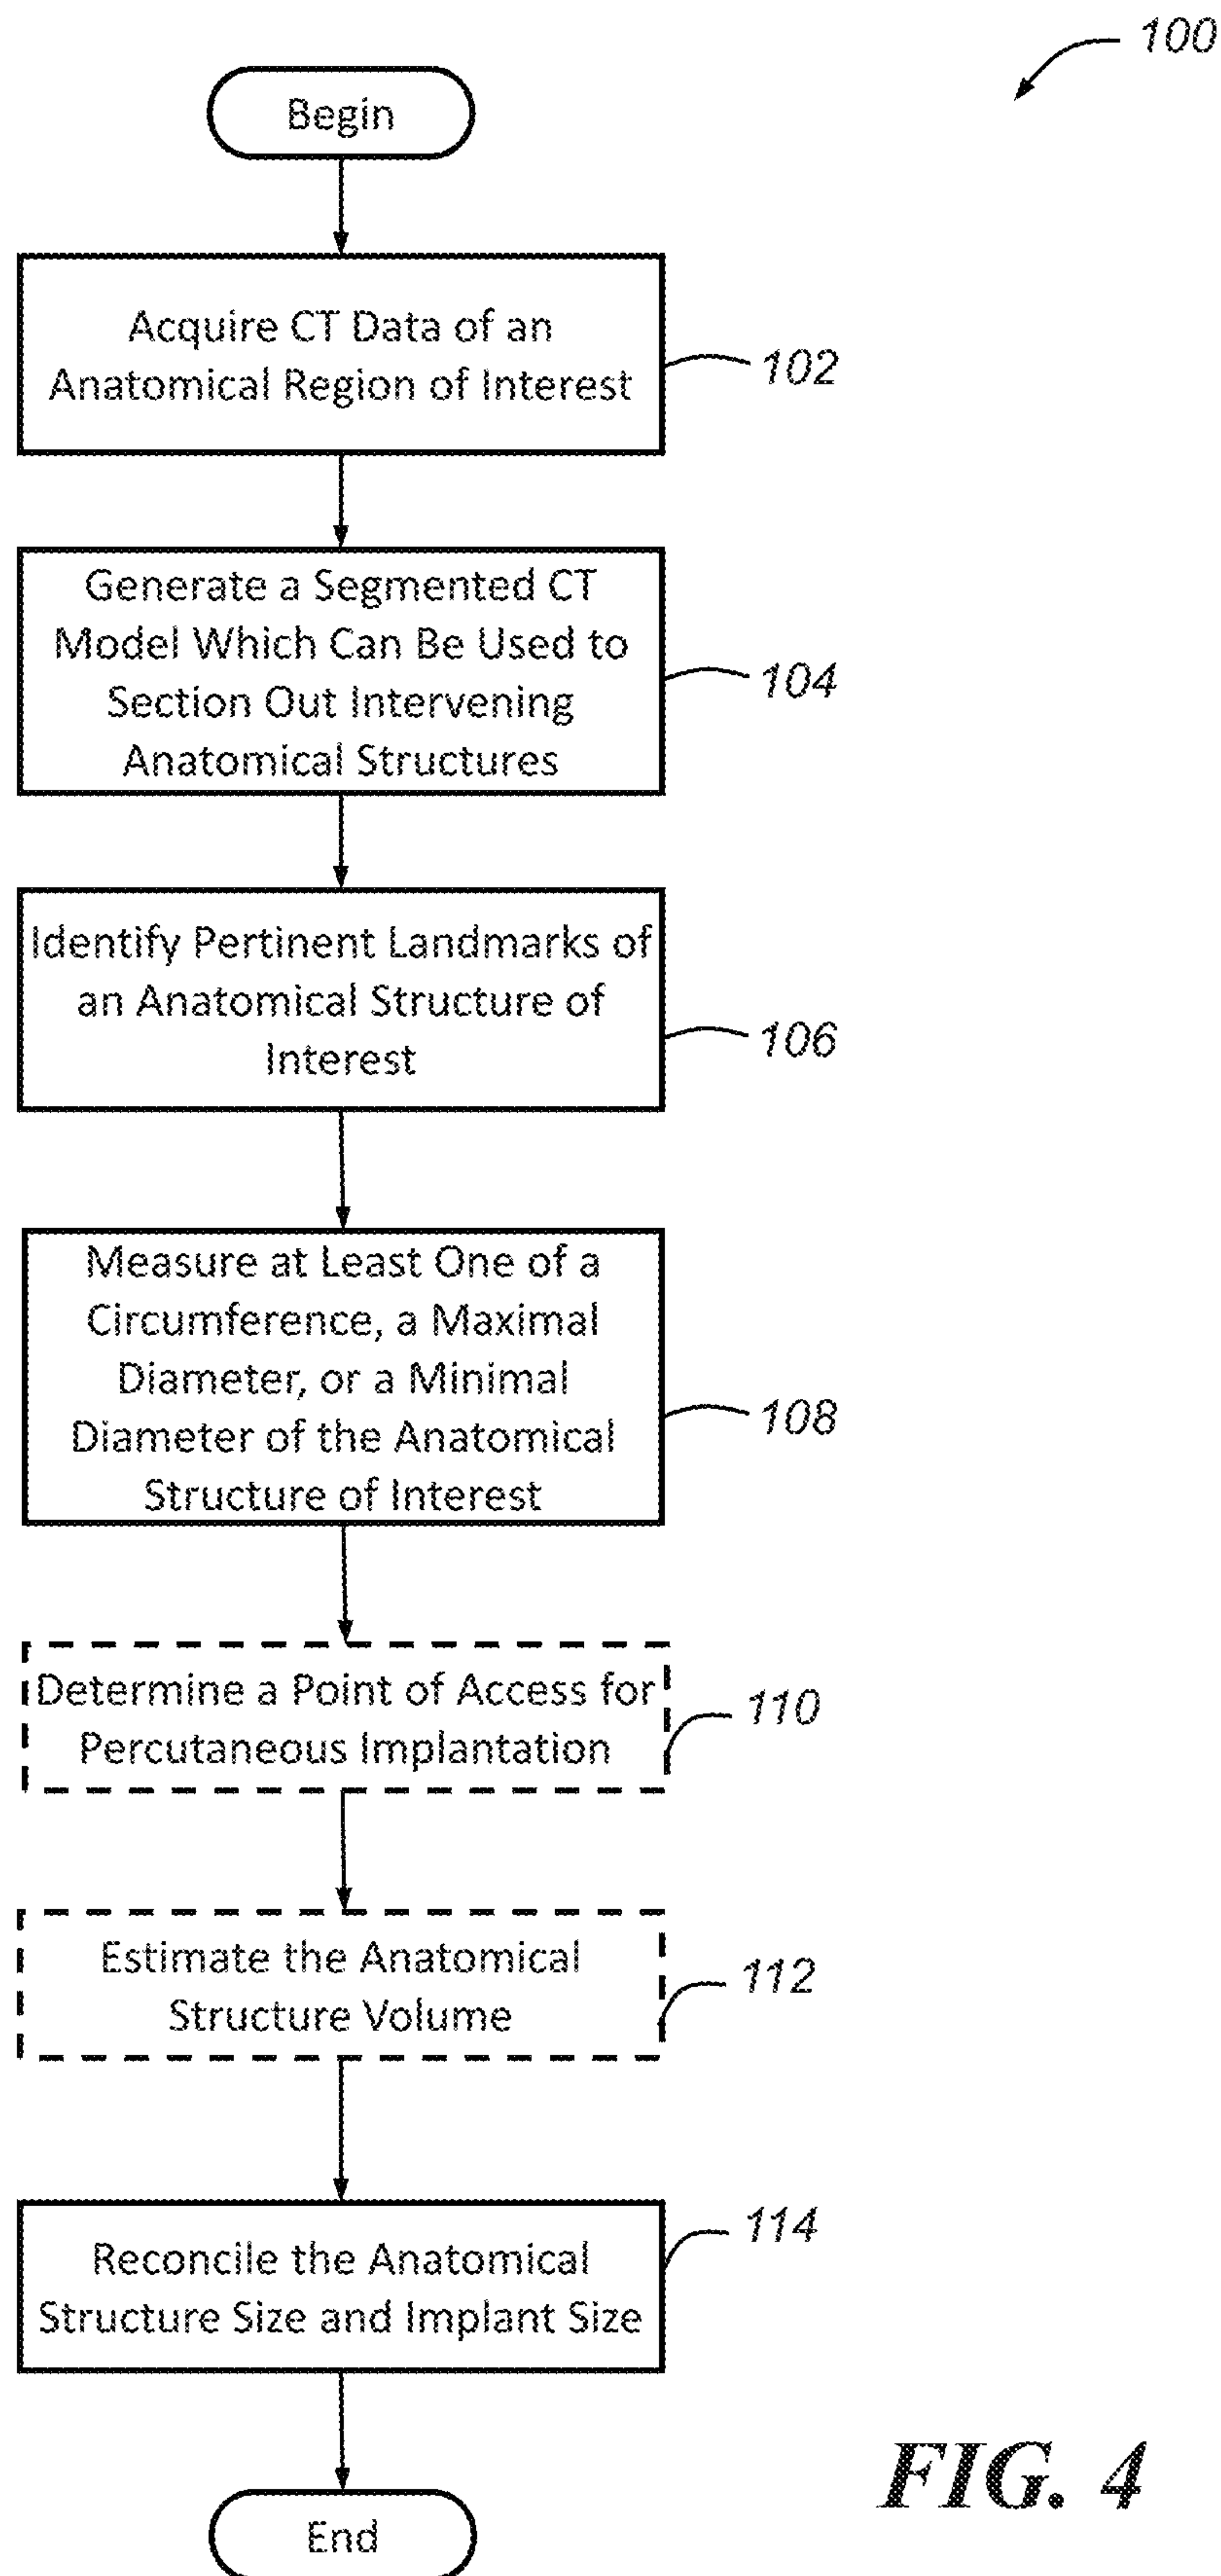 100
Begin
Acquire CT Data of an
Anatomical Region of Interest
102
Generate a Segmented CT
Model Which Can Be Used to
Section Out Intervening
Anatomical Structures
104
Identify Pertinent Landmarks of
an Anatomical Structure of
Interest
106
Measure at Least One of a
Circumference, a Maximal
Diameter, or a Minimal
Diameter of the Anatomical
Structure of Interest
108
Determine a Point of Access for
Percutaneous Implantation
110
Estimate the Anatomical
Structure Volume
112
Reconcile the Anatomical
Structure Size and Implant Size
114
End
FIG. 4